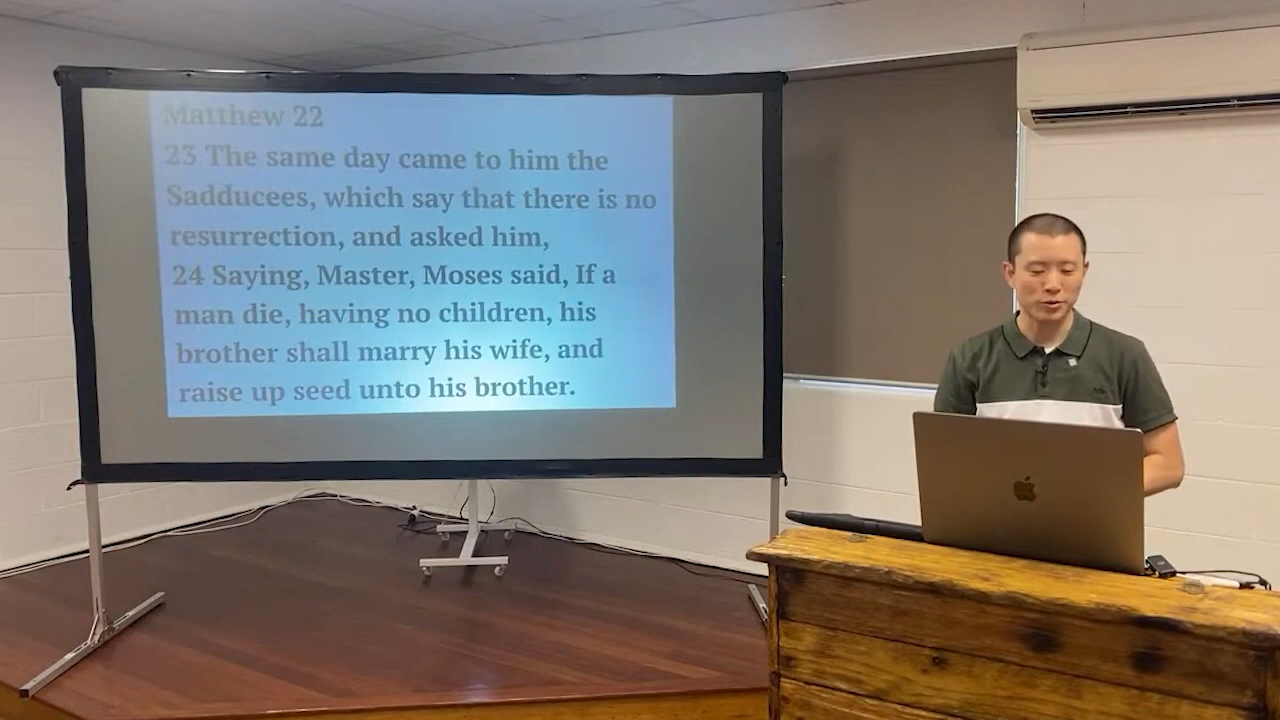 Matthew 22
23 The same day came to him the
Sadducees, which say that there is no
resurrection, and asked him,
24 Saying, Master, Moses said, If a
man die, having no children, his
brother shall marry his wife, and
raise up seed unto his brother.